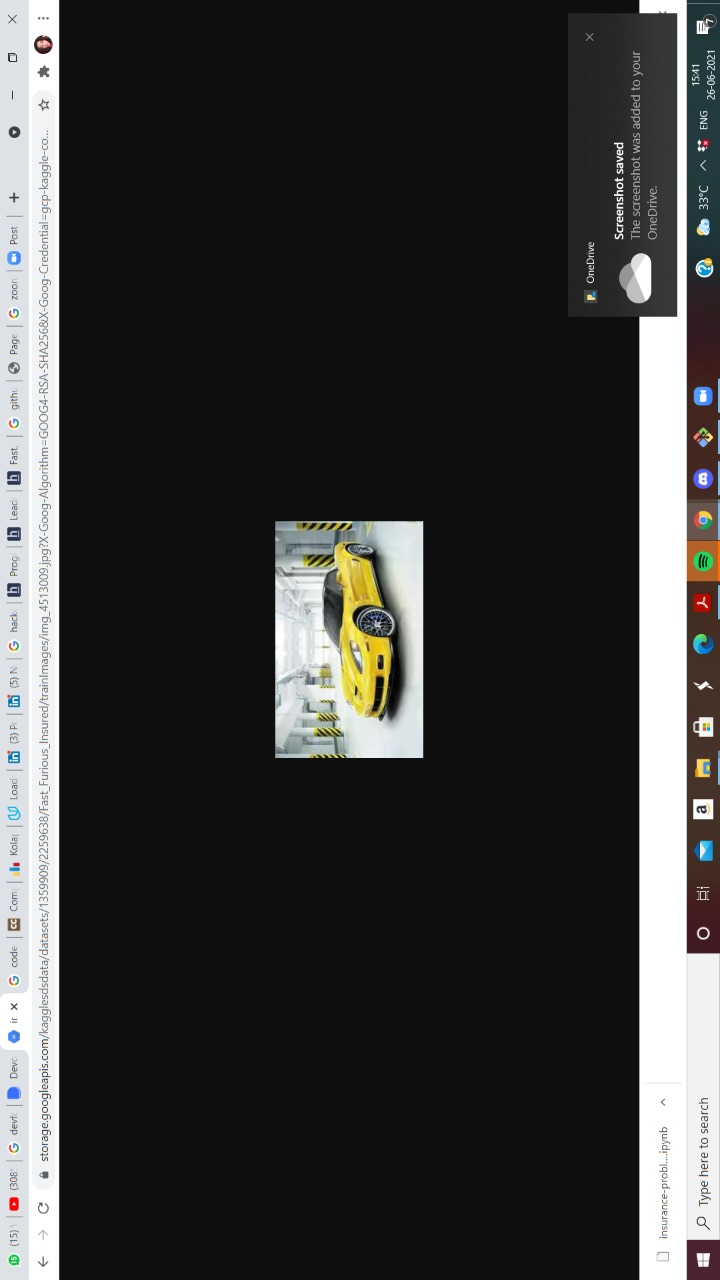 (15)
(308
devfi
Devc
ir
code
Com
Kola
Load
(3) P
(5) N
hack
Prog
Lead
Fast,
githu
Page
zoon
Post
storage.googleapis.com/kagglesdsdata/datasets/1359909/2259638/Fast_Furious_Insured/trainImages/img_4513009.jpg?X-Goog-Algorithm=GOOG4-RSA-SHA256&X-Goog-Credential=gcp-kaggle-co...
OneDrive
Screenshot saved
The screenshot was added to your
OneDrive.
insurance-probl....ipynb
Type here to search
33°C
ENG
15:41
26-06-2021
7